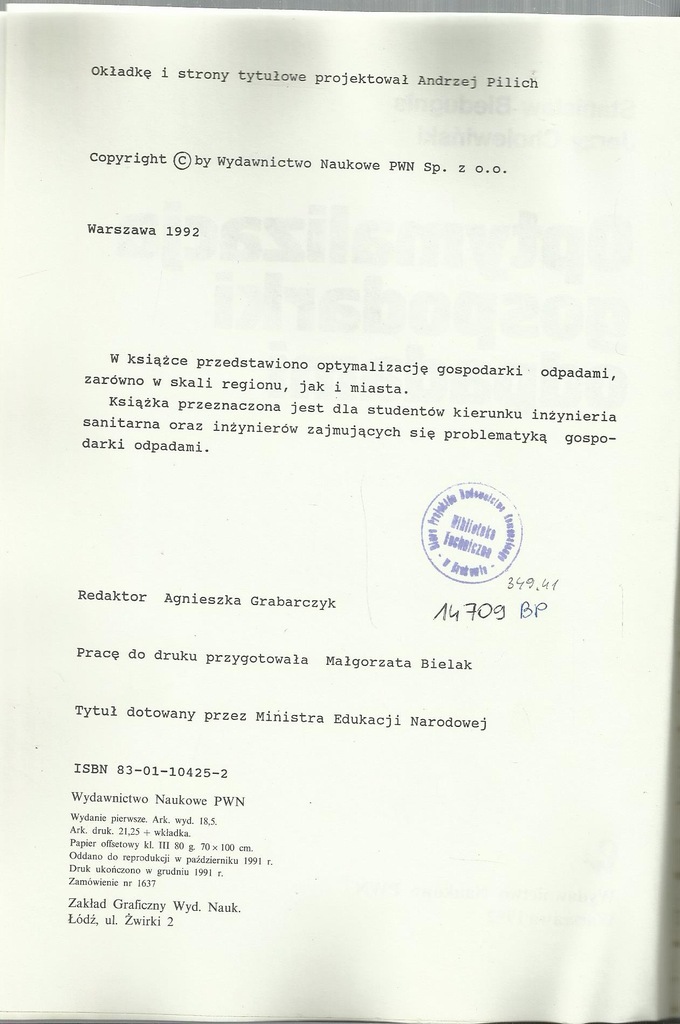 Okładkę i strony tytułowe projektował Andrzej Pilich
Copyright © by Wydawnictwo Naukowe PWN Sp. z o.o.
Warszawa 1992
W książce przedstawiono optymalizację gospodarki odpadami,
zarówno w skali regionu, jak i miasta.
Książka przeznaczona jest dla studentów kierunku inżynieria
sanitarna oraz inżynierów zajmujących się problematyką gospo-
darki odpadami.
Biblioteka
Techniczna
349.41
14709 BP
Redaktor Agnieszka Grabarczyk
Pracę do druku przygotowała Małgorzata Bielak
Tytuł dotowany przez Ministra Edukacji Narodowej
ISBN 83-01-10425-2
Wydawnictwo Naukowe PWN
Wydanie pierwsze. Ark. wyd. 18,5.
Ark. druk. 21,25 + wkładka.
Papier offsetowy kl. III 80 g. 70 × 100 cm.
Oddano do reprodukcji w październiku 1991 r.
Druk ukończono w grudniu 1991 r.
Zamówienie nr 1637
Zakład Graficzny Wyd. Nauk.
Łódź, ul. Żwirki 2